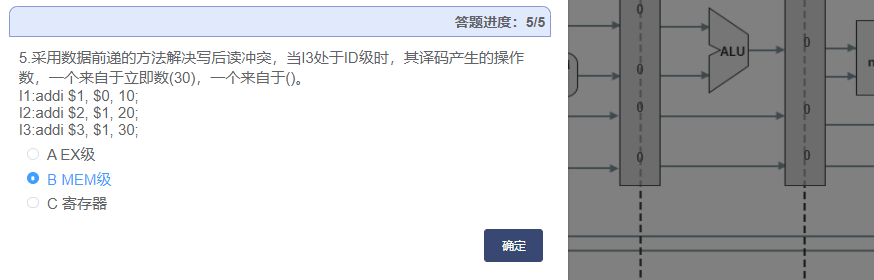 答题进度：5/5
5.采用数据前递的方法解决写后读冲突，当I3处于ID级时，其译码产生的操作
数，一个来自于立即数(30)，一个来自于()。
I1:addi $1, $0, 10;
I2:addi $2, $1, 20;
I3:addi $3, $1, 30;
A EX级
B MEM级
C 寄存器
确定
0
0
0
0
ALU
0
0
0